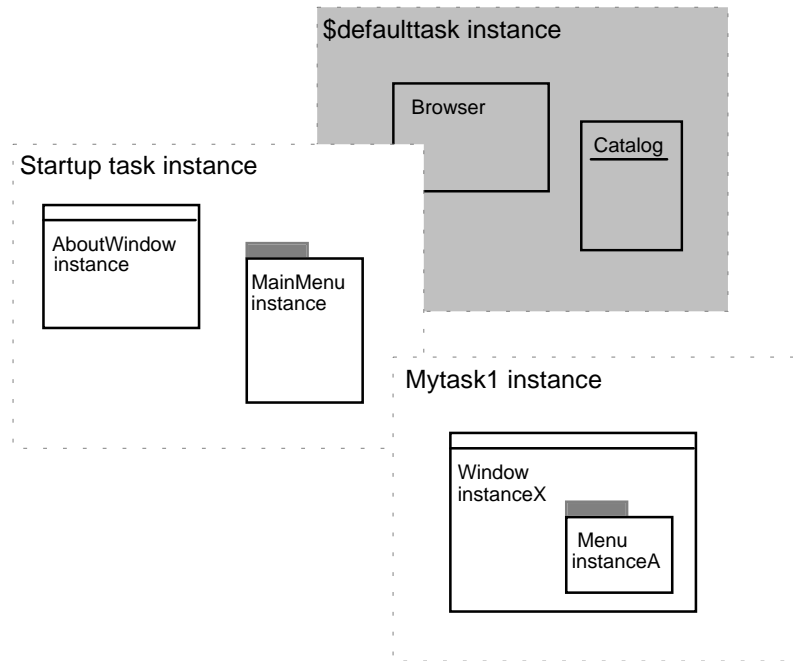 $defaulttask instance
Browser
Catalog
Startup task instance
AboutWindow
instance
MainMenu
instance
Mytask1 instance
Window
instanceX
Menu
instanceA